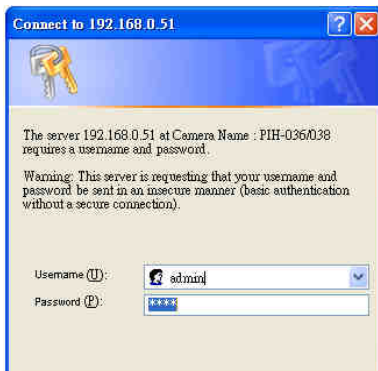 Connect to 192.168.0.51
The server 192.168.0.51 at Camera Name : PIH-036/038
requires a username and password.
Warning: This server is requesting that your username and
password be sent in an insecure manner (basic authentication
without a secure connection).
Username (U):
admin
Password (P):
****